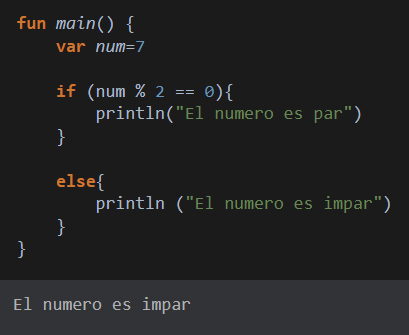 fun main() {
    var num=7

    if (num % 2 == 0){
        println("El numero es par")
    }

    else{
        println ("El numero es impar")
    }
}
El numero es impar